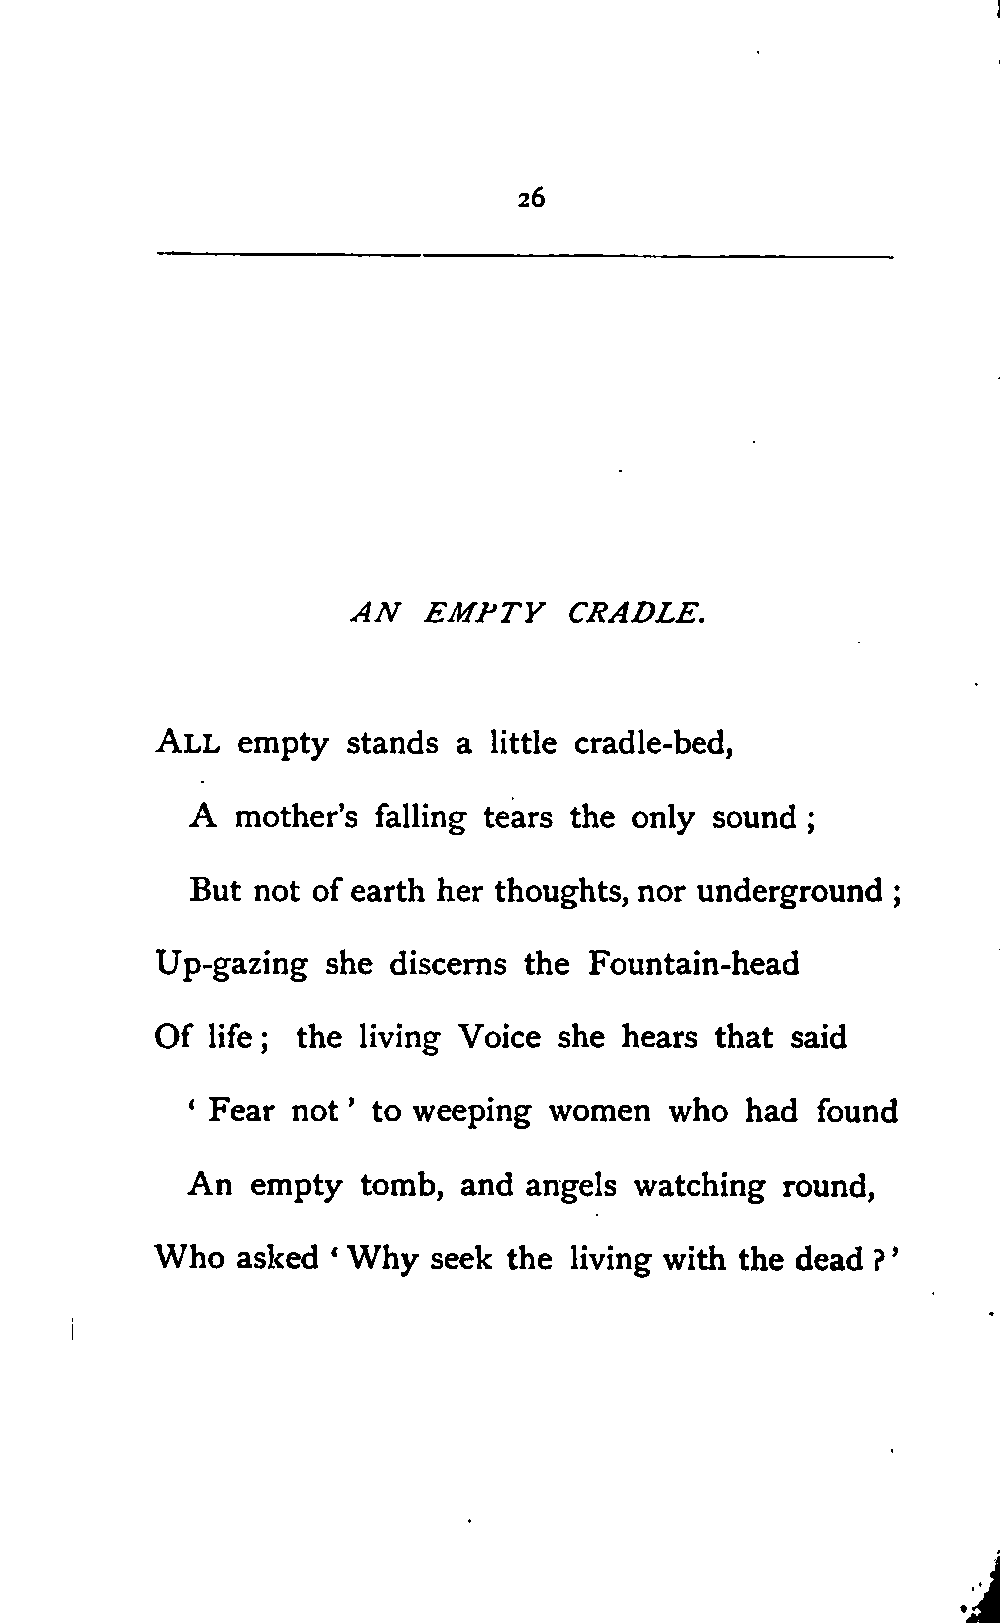 26
AN EMPTY CRADLE.
ALL empty stands a little cradle-bed,
A mother's falling tears the only sound ;
But not of earth her thoughts, nor underground ;
Up-gazing she discerns the Fountain-head
Of life ; the living Voice she hears that said
‘ Fear not ’ to weeping women who had found
An empty tomb, and angels watching round,
Who asked ‘ Why seek the living with the dead ? ’